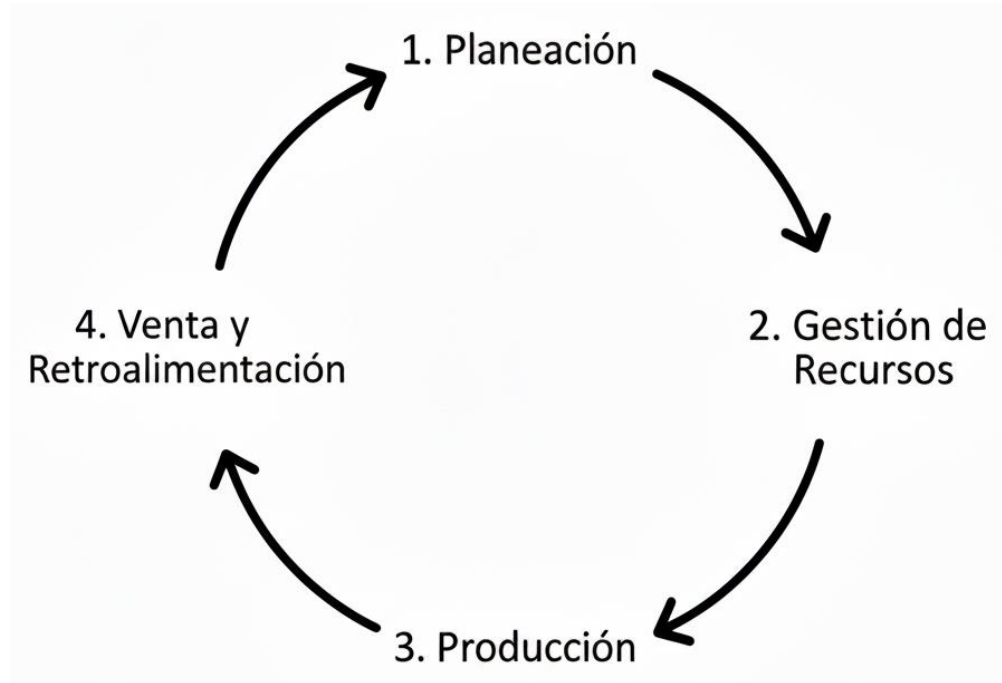 1. Planeación
2. Gestión de
Recursos
3. Producción
4. Venta y
Retroalimentación